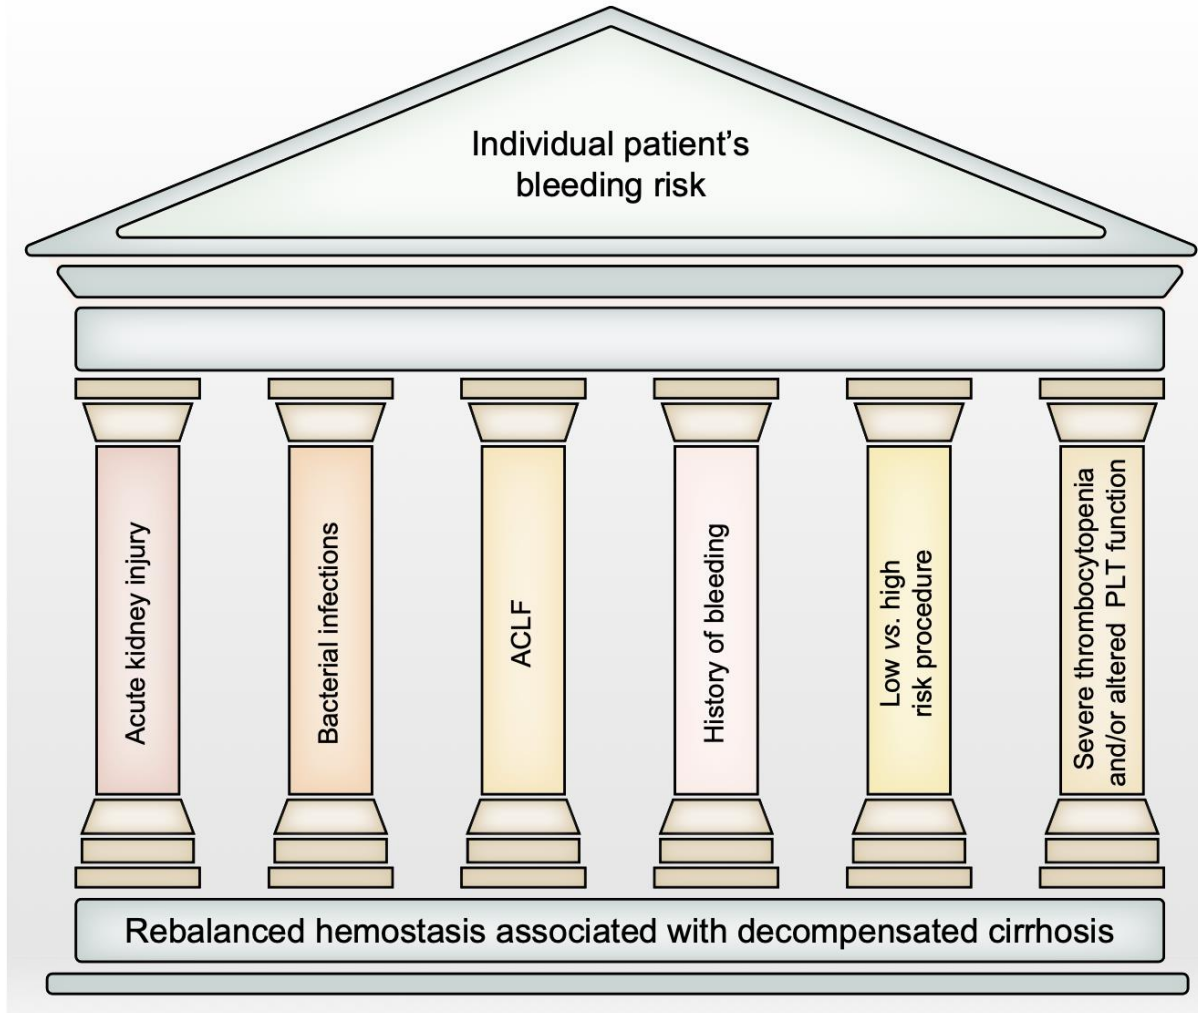 Individual patient's
bleeding risk
Acute kidney injury
Bacterial infections
ACLF
History of bleeding
Low vs. high
risk procedure
Severe thrombocytopenia
and/or altered PLT function
Rebalanced hemostasis associated with decompensated cirrhosis